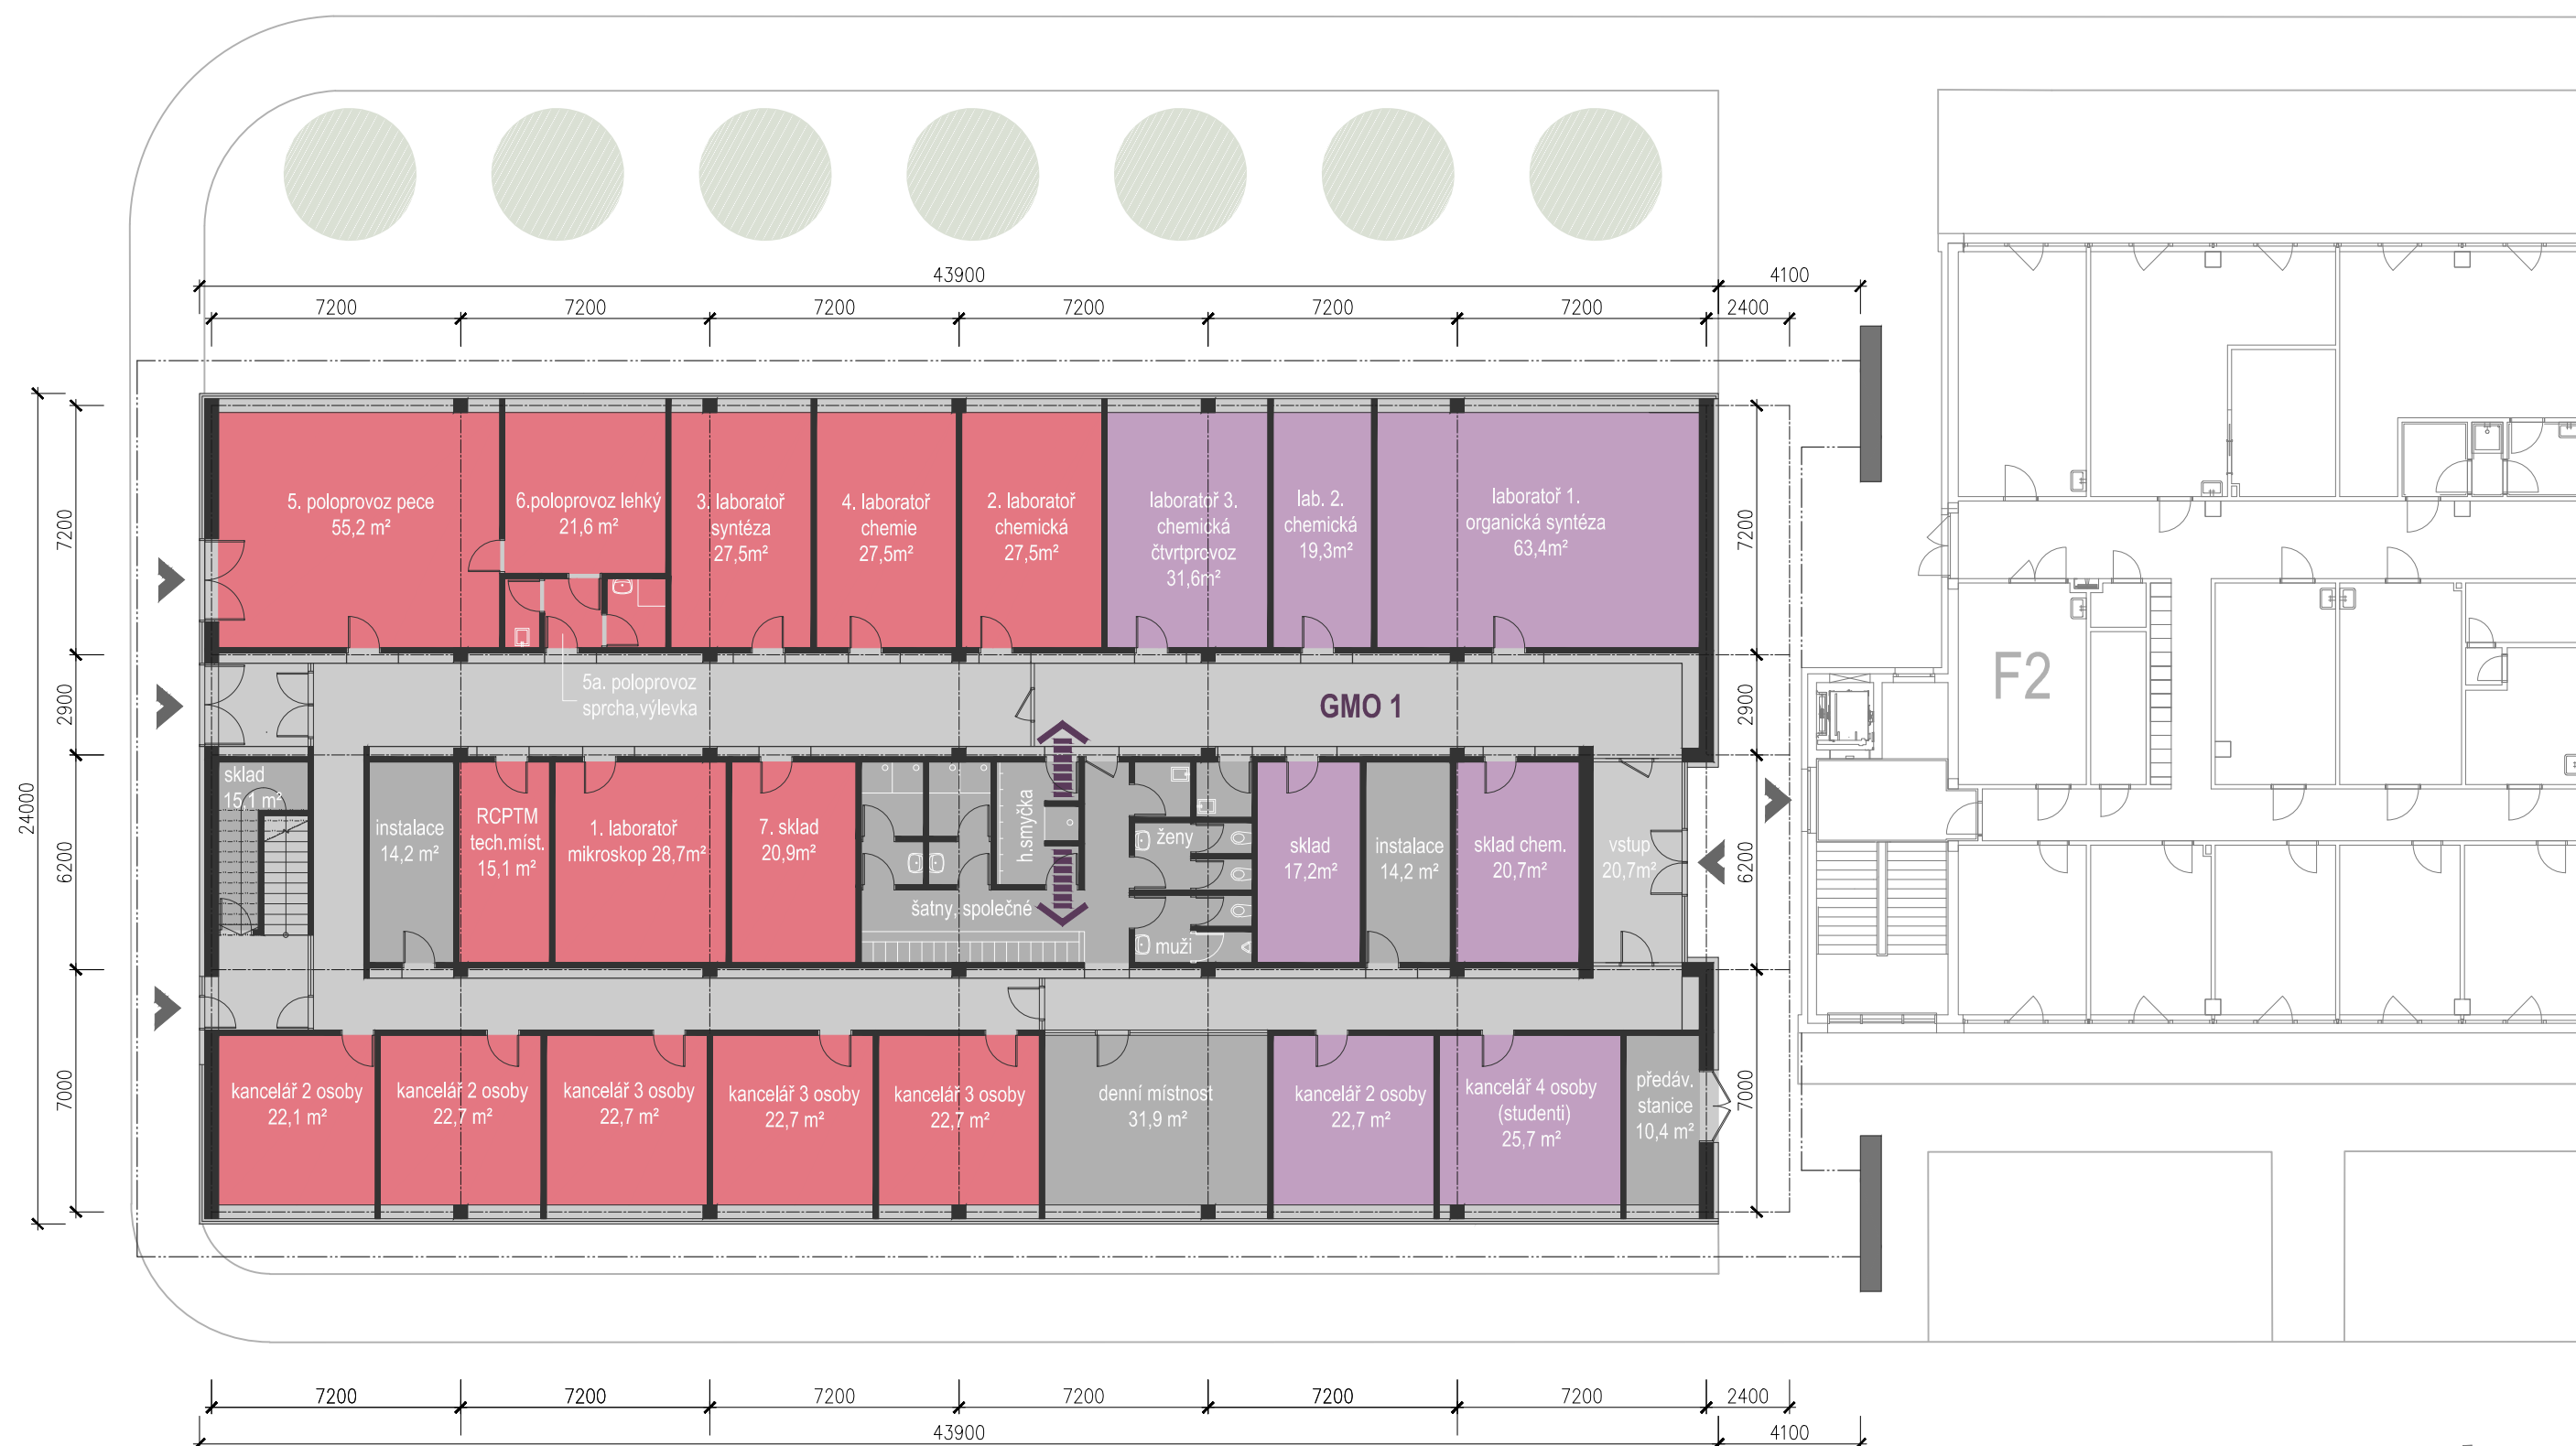 43900
4100
7200
7200
7200
7200
7200
7200
2400
5. poloprovoz pece
55,2 m²
6.poloprovoz lehký
21,6 m²
3. laboratoř
syntéza
27,5m²
4. laboratoř
chemie
27,5m²
2. laboratoř
chemická
27,5m²
laboratoř 3.
chemická
čtvrtprovoz
31,6m²
lab. 2.
chemická
19,3m²
laboratoř 1.
organická syntéza
63,4m²
24000
7200
2900
6200
7000
7200
2900
6200
7000
5a. poloprovoz
sprcha,výlevka
GMO 1
F2
sklad
15,1 m²
instalace
14,2 m²
RCPTM
tech.míst.
15,1 m²
1. laboratoř
mikroskop 28,7m²
7. sklad
20,9m²
h.smyčka
šatny, společné
ženy
muži
sklad
17,2m²
instalace
14,2 m²
sklad chem.
20,7m²
vstup
20,7m²
kancelář 2 osoby
22,1 m²
kancelář 2 osoby
22,7 m²
kancelář 3 osoby
22,7 m²
kancelář 3 osoby
22,7 m²
kancelář 3 osoby
22,7 m²
denní místnost
31,9 m²
kancelář 2 osoby
22,7 m²
kancelář 4 osoby
(studenti)
25,7 m²
předáv.
stanice
10,4 m²
7200
7200
7200
7200
7200
7200
2400
43900
4100